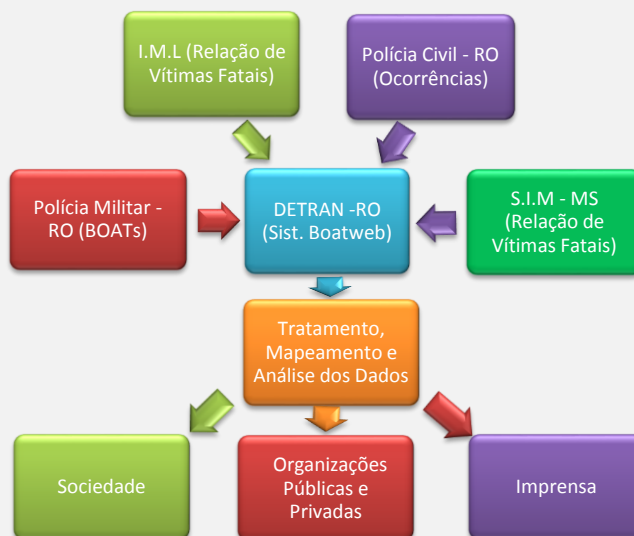 I.M.L (Relação de
Vítimas Fatais)
Polícia Civil - RO
(Ocorrências)
Polícia Militar -
RO (BOATs)
DETRAN -RO
(Sist. Boatweb)
S.I.M - MS
(Relação de
Vítimas Fatais)
Tratamento,
Mapeamento e
Análise dos Dados
Sociedade
Organizações
Públicas e
Privadas
Imprensa